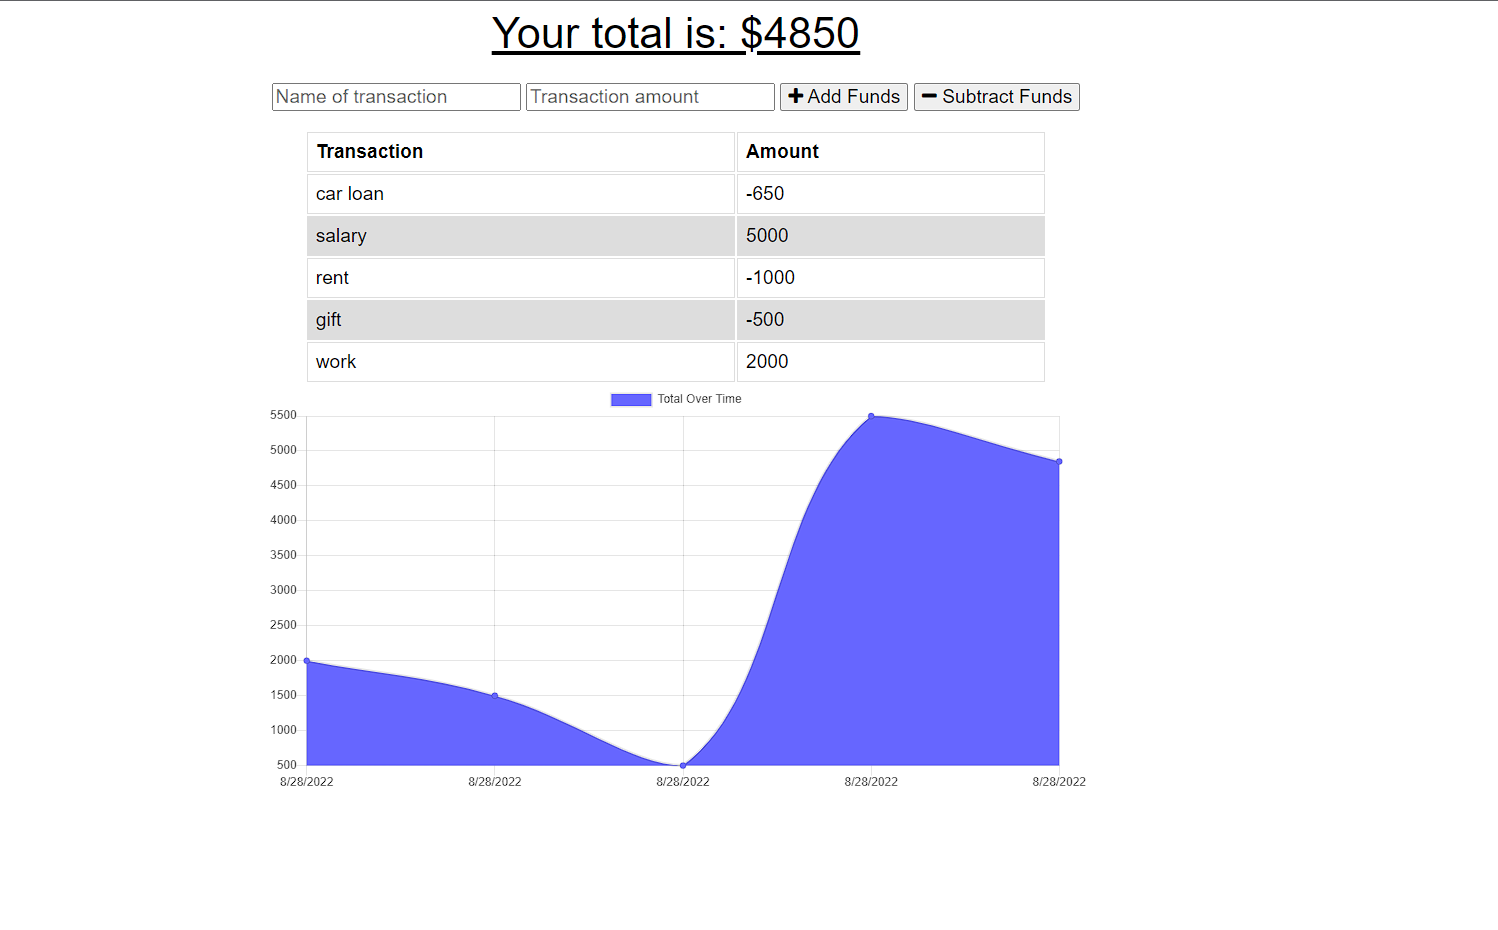 Your total is: $4850
Name of transaction Transaction amount Add Funds Subtract Funds
Transaction Amount
car loan -650
salary 5000
rent -1000
gift -500
work 2000
Total Over Time
5500
5000
4500
4000
3500
3000
2500
2000
1500
1000
500
8/28/2022 8/28/2022 8/28/2022 8/28/2022 8/28/2022